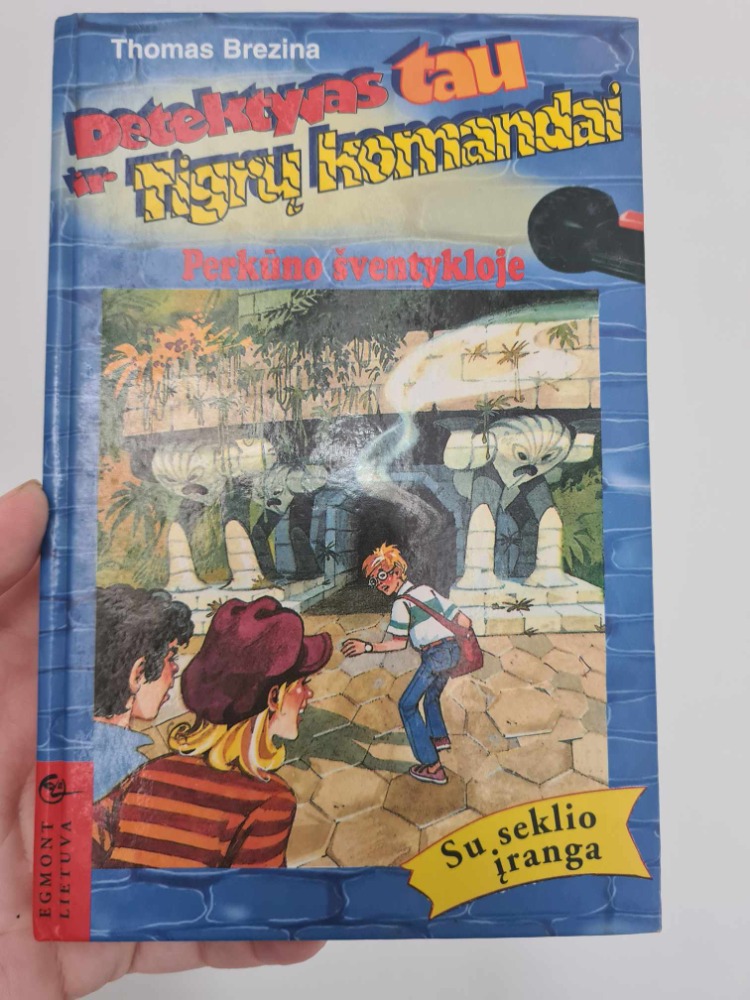 Thomas Brezina
Detektyvas tau
ir Tigrų komandai
Perkūno šventykloje
Su seklio
įranga
EGMONT
LIETUVA